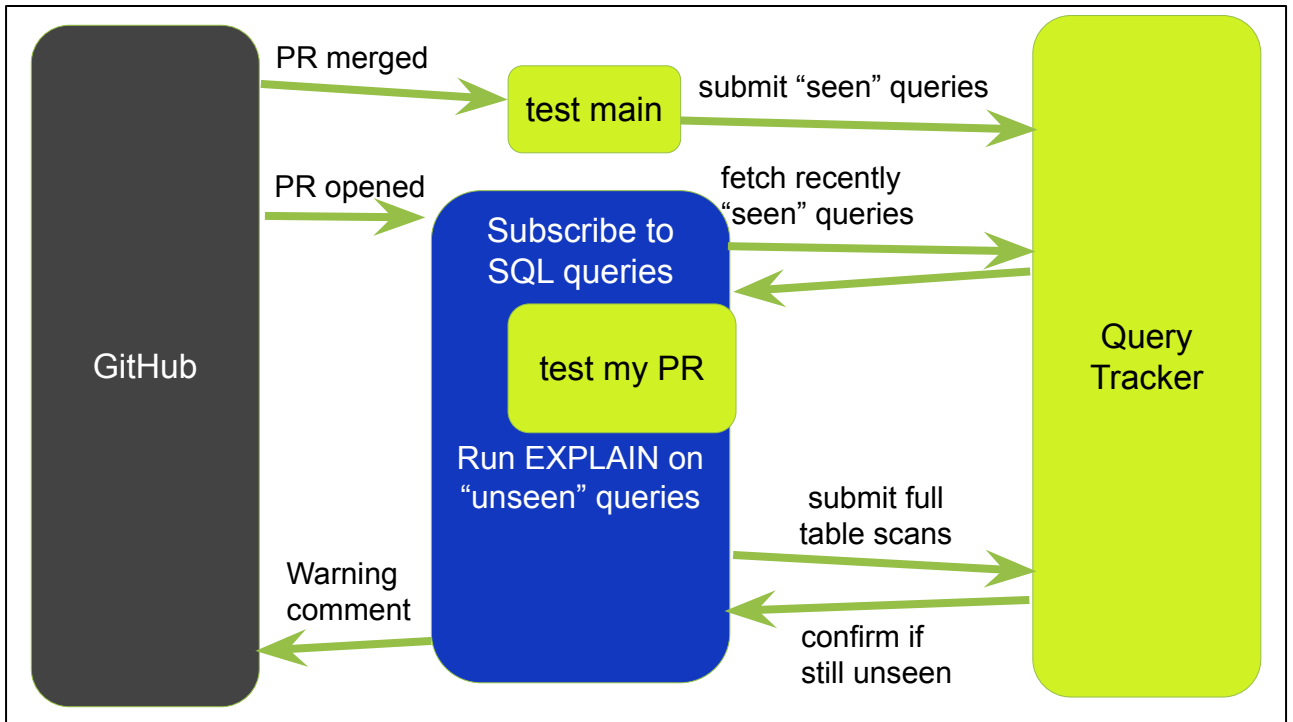 PR merged
test main
submit “seen” queries
PR opened
fetch recently
“seen” queries
Subscribe to
SQL queries
GitHub
test my PR
Query
Tracker
Run EXPLAIN on
“unseen” queries
submit full
table scans
Warning
comment
confirm if
still unseen